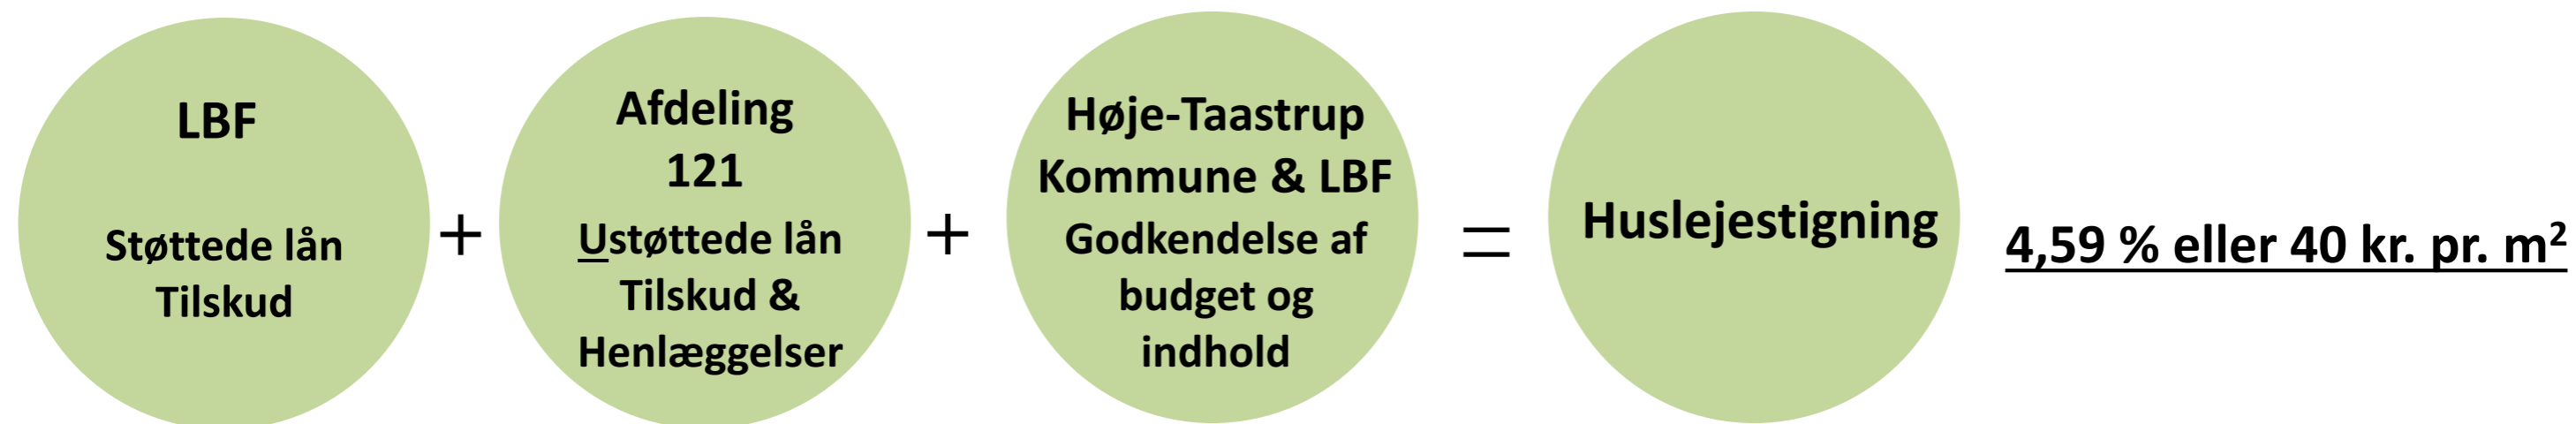 LBF
Støttede lån
Tilskud
+
Afdeling
121
Ustøttede lån
Tilskud &
Henlæggelser
+
Høje-Taastrup
Kommune & LBF
Godkendelse af
budget og
indhold
=
Huslejestigning
4,59 % eller 40 kr. pr. m²